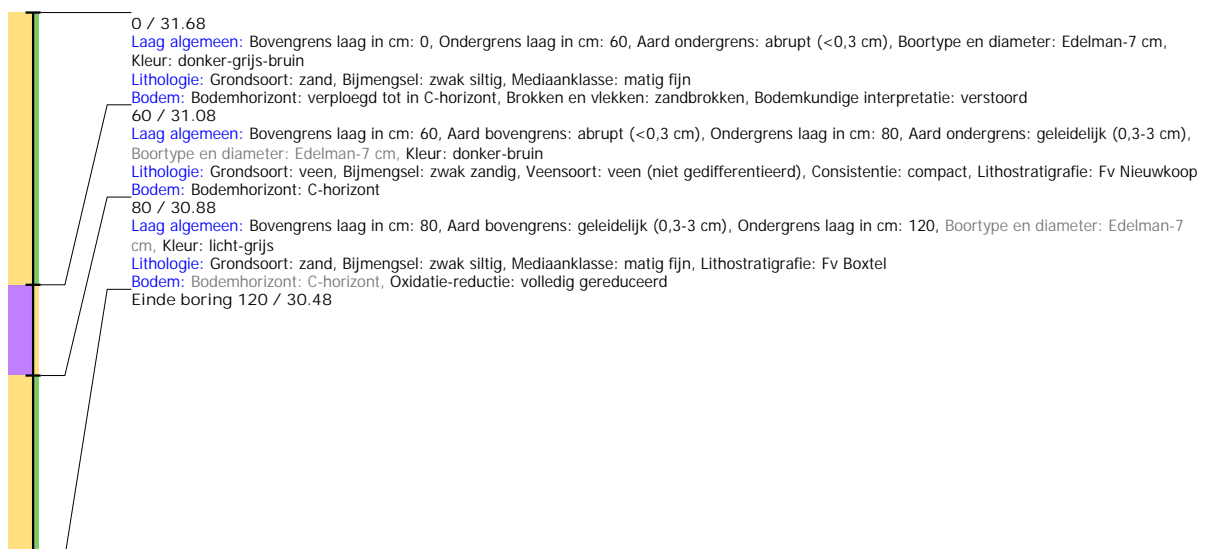 0 / 31.68
Laag algemeen: Bovengrens laag in cm: 0, Ondergrens laag in cm: 60, Aard ondergrens: abrupt (<0,3 cm), Boortype en diameter: Edelman-7 cm,
Kleur: donker-grijs-bruin
Lithologie: Grondsoort: zand, Bijmengsel: zwak siltig, Mediaanklasse: matig fijn
Bodem: Bodemhorizont: verploegd tot in C-horizont, Brokken en vlekken: zandbrokken, Bodemkundige interpretatie: verstoord
60 / 31.08
Laag algemeen: Bovengrens laag in cm: 60, Aard bovengrens: abrupt (<0,3 cm), Ondergrens laag in cm: 80, Aard ondergrens: geleidelijk (0,3-3 cm),
Boortype en diameter: Edelman-7 cm, Kleur: donker-bruin
Lithologie: Grondsoort: veen, Bijmengsel: zwak zandig, Veensoort: veen (niet gedifferentieerd), Consistentie: compact, Lithostratigrafie: Fv Nieuwkoop
Bodem: Bodemhorizont: C-horizont
80 / 30.88
Laag algemeen: Bovengrens laag in cm: 80, Aard bovengrens: geleidelijk (0,3-3 cm), Ondergrens laag in cm: 120, Boortype en diameter: Edelman-7
cm, Kleur: licht-grijs
Lithologie: Grondsoort: zand, Bijmengsel: zwak siltig, Mediaanklasse: matig fijn, Lithostratigrafie: Fv Boxtel
Bodem: Bodemhorizont: C-horizont, Oxidatie-reductie: volledig gereduceerd
Einde boring 120 / 30.48